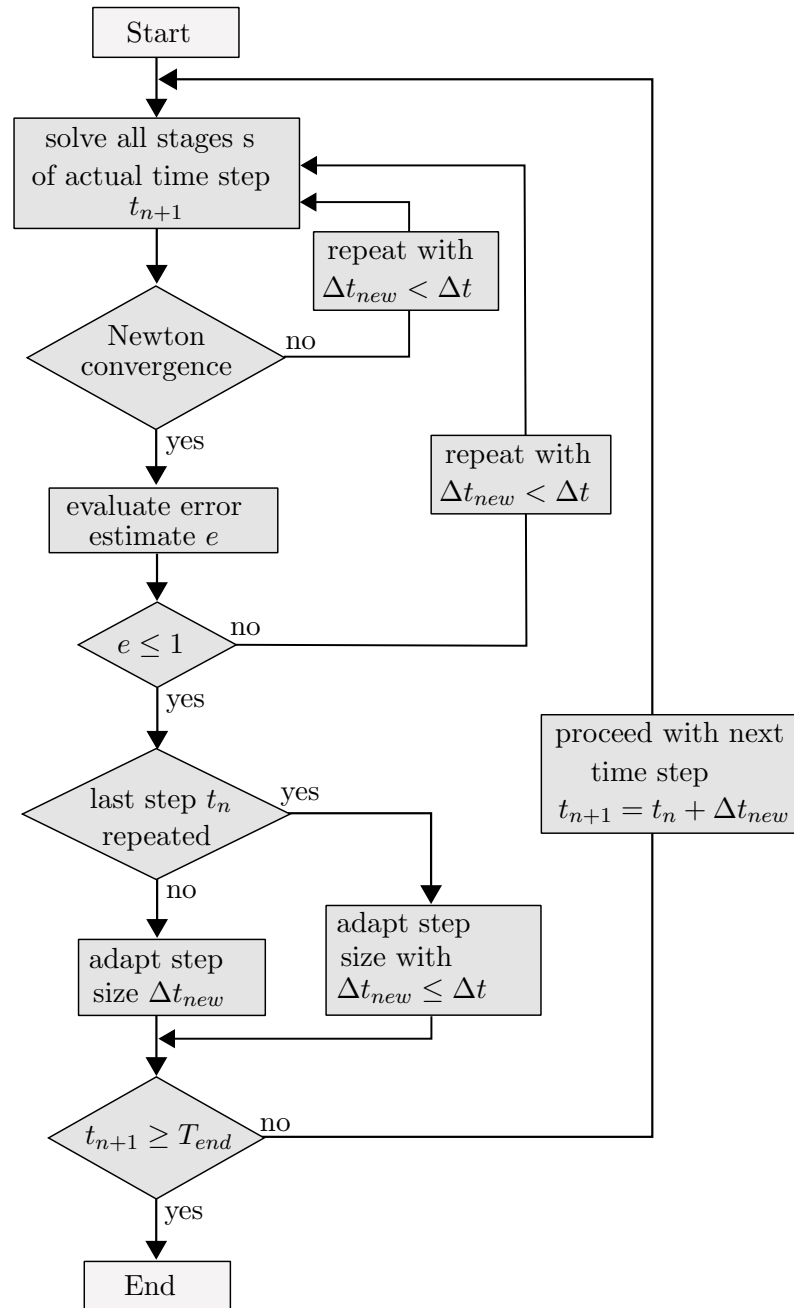 Start
solve all stages s
of actual time step
t_{n+1}
repeat with
Δt_{new} < Δt
Newton
convergence
no
yes
repeat with
Δt_{new} < Δt
evaluate error
estimate e
e ≤ 1
no
yes
proceed with next
time step
t_{n+1} = t_n + Δt_{new}
last step t_n
repeated
yes
no
adapt step
size with
Δt_{new} ≤ Δt
adapt step
size Δt_{new}
t_{n+1} ≥ T_{end}
no
yes
End